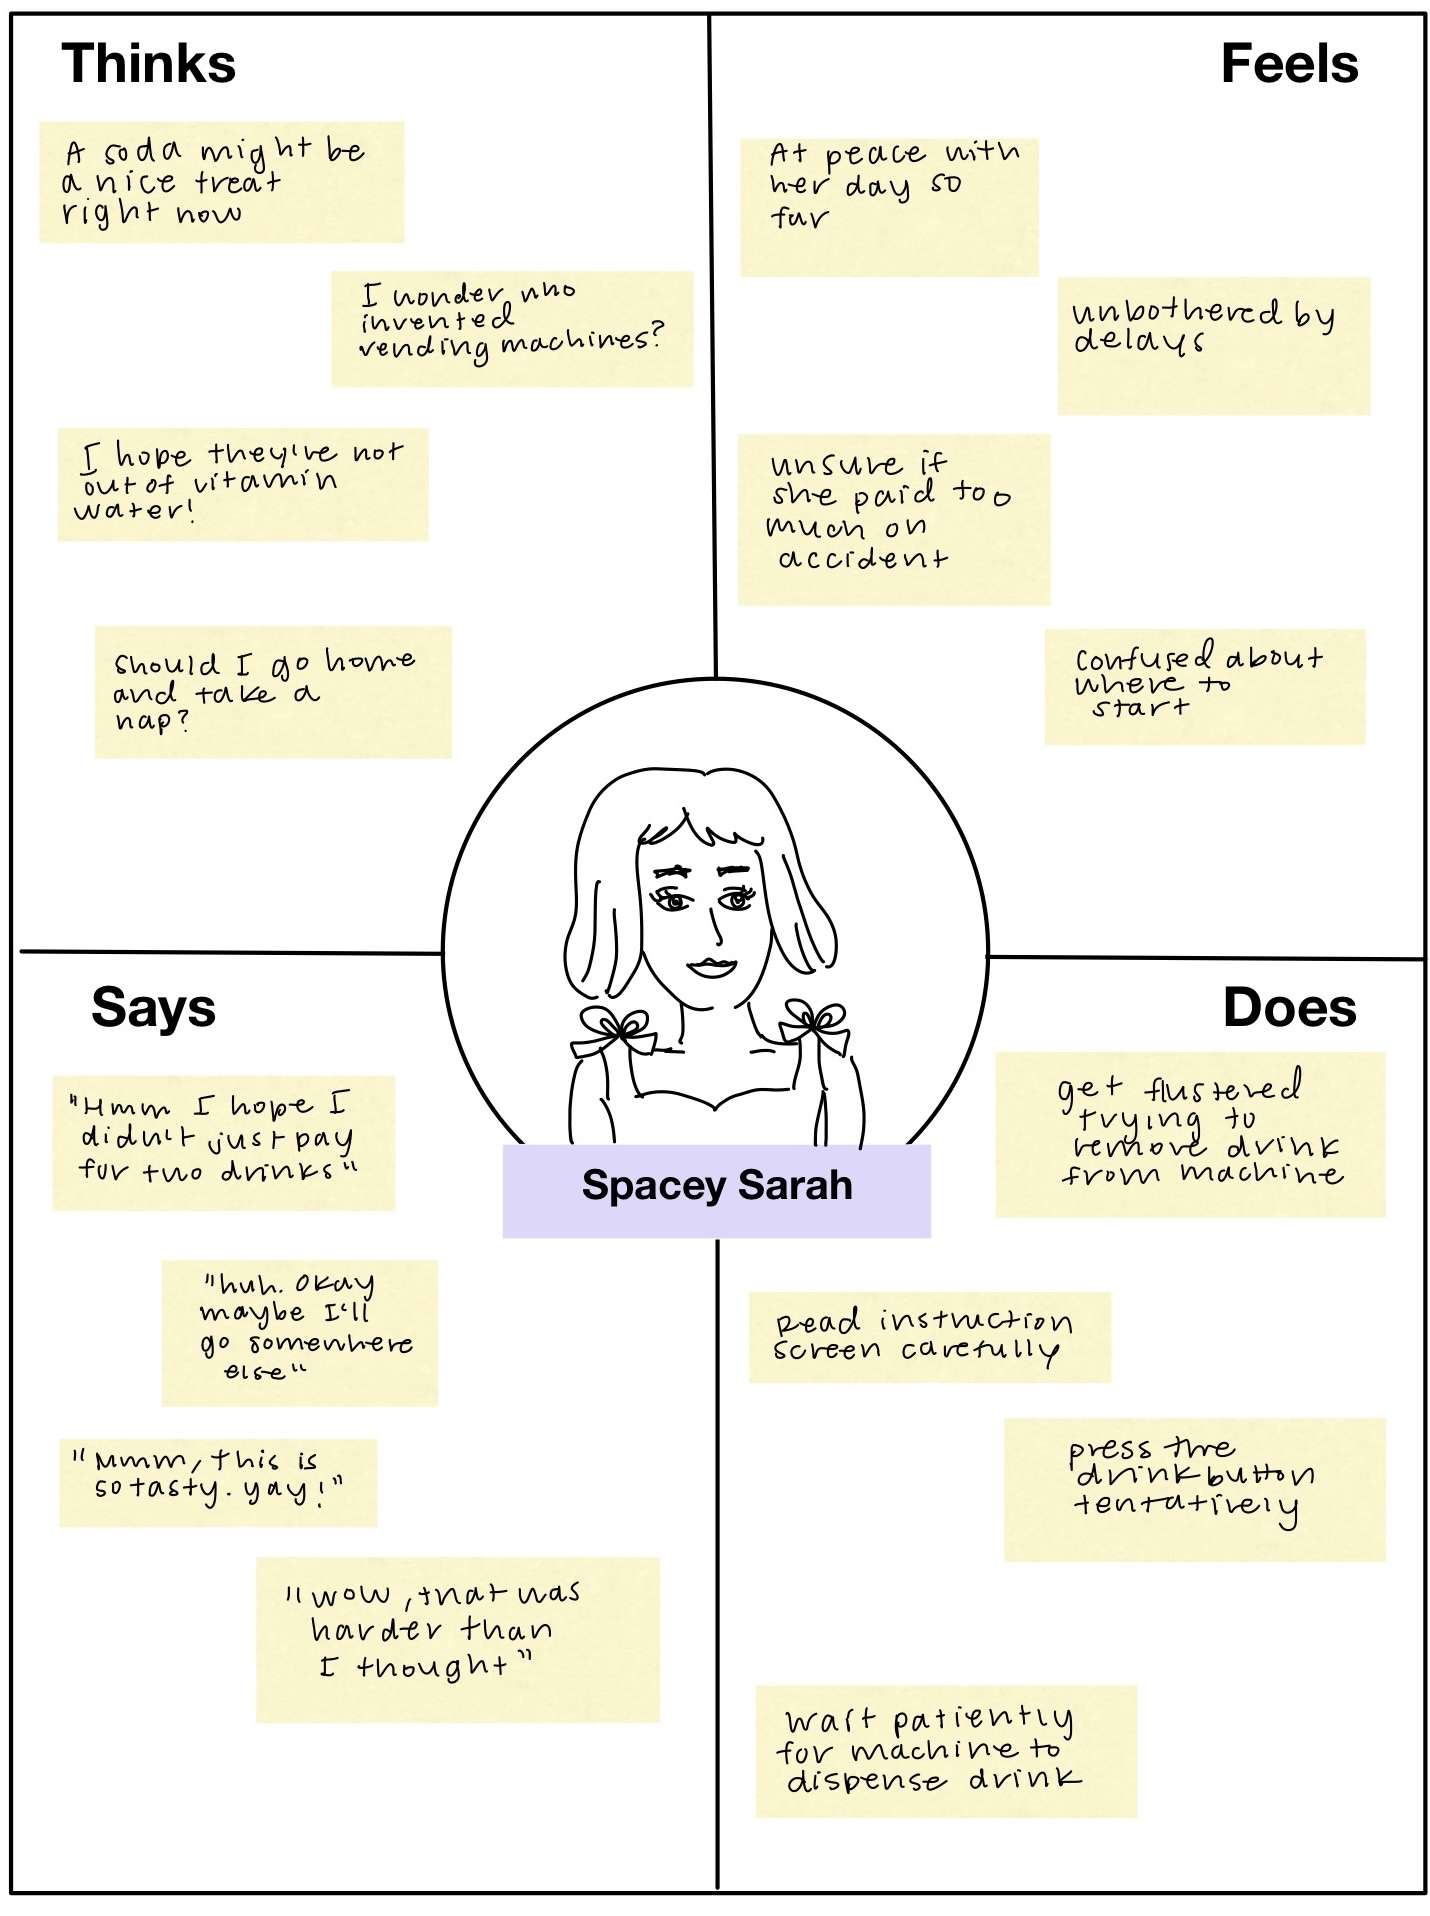 Thinks
A soda might be
a nice treat
right now
I wonder who
invented
vending machines?
I hope they're not
out of vitamin
water!
Should I go home
and take a
nap?
Feels
At peace with
her day so
far
unbothered by
delays
unsure if
she paid too
much on
accident
Confused about
where to
start
Spacey Sarah
Says
"Hmm I hope I
didn't just pay
for two drinks"
"huh. Okay
maybe I'll
go somewhere
else"
"Mmm, this is
so tasty. yay!"
"wow, that was
harder than
I thought"
Does
get flustered
trying to
remove drink
from machine
Read instruction
screen carefully
press the
drink button
tentatively
wait patiently
for machine to
dispense drink